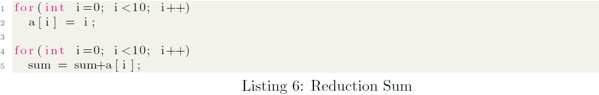 1 for(int i=0; i<10; i++)
2 a[i] = i;
3
4 for(int i=0; i<10; i++)
5 sum = sum+a[i];
Listing 6: Reduction Sum